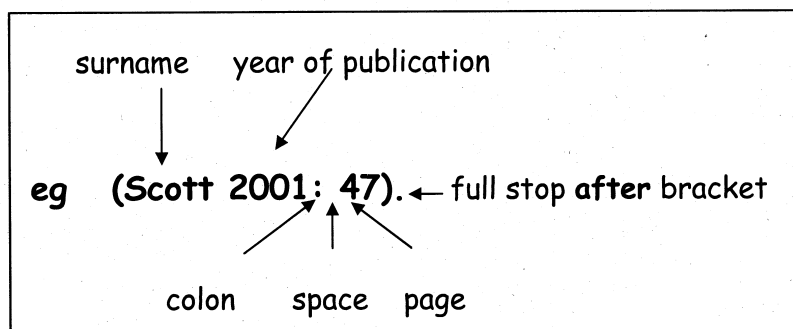 surname year of publication
eg (Scott 2001: 47). full stop after bracket
colon space page